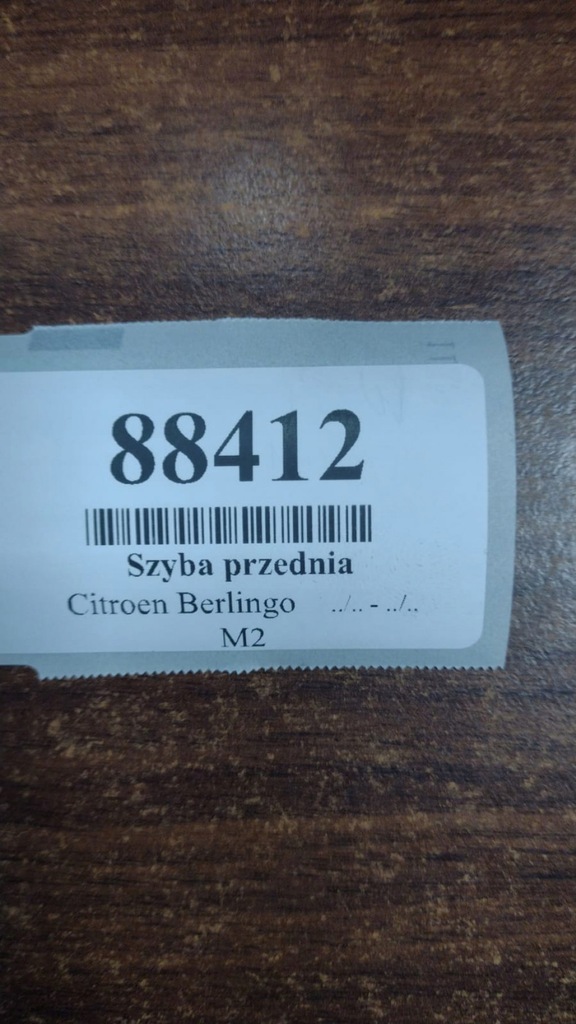 88412
Szyba przednia
Citroen Berlingo ../.. - ../..
M2